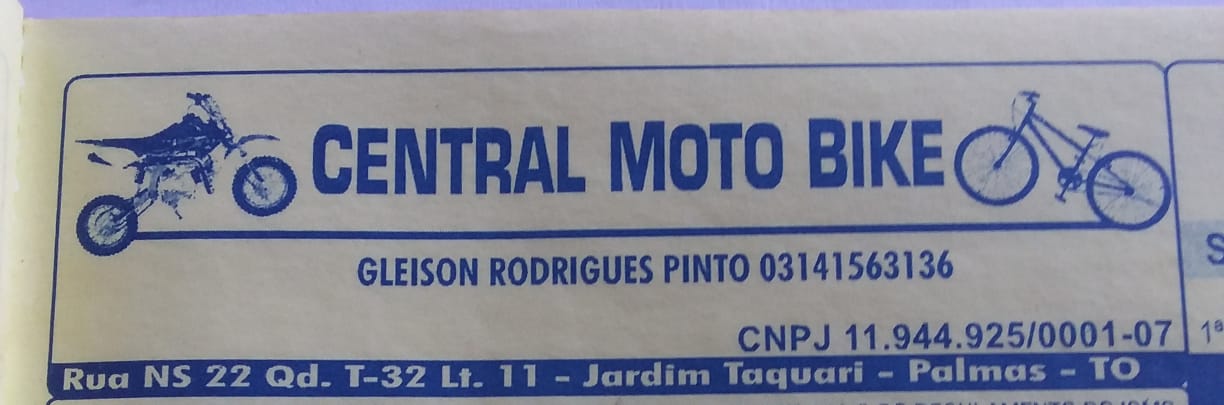 CENTRAL MOTO BIKE
GLEISON RODRIGUES PINTO 03141563136
CNPJ 11.944.925/0001-07
1ª
Rua NS 22 Qd. T-32 Lt. 11 - Jardim Taquari - Palmas - TO